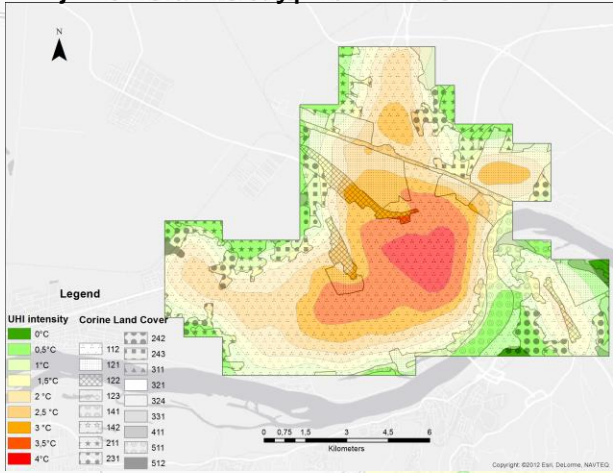 N
Legend
UHI intensity
0°C
0,5°C
1°C
1,5°C
2 °C
2,5 °C
3 °C
3,5°C
4°C
Corine Land Cover
112
121
122
123
141
142
211
231
242
243
311
321
324
331
411
511
512
0 0,75 1,5 3 4,5 6
Kilometers
Copyright: ©2012 Esri, DeLorme, NAVTEQ